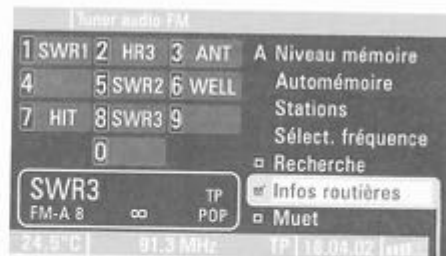 Tuner audio FM
1 SWR1 2 HR3 3 ANT
4 5 SWR2 6 WELL
7 HIT 8 SWR3 9
0
A Niveau mémoire
Automémoire
Stations
Sélect. fréquence
Recherche
Infos routières
Muet
SWR3 TP
FM-A 8 ∞ POP
24,5°C 91.3 MHz TP 18.04.02